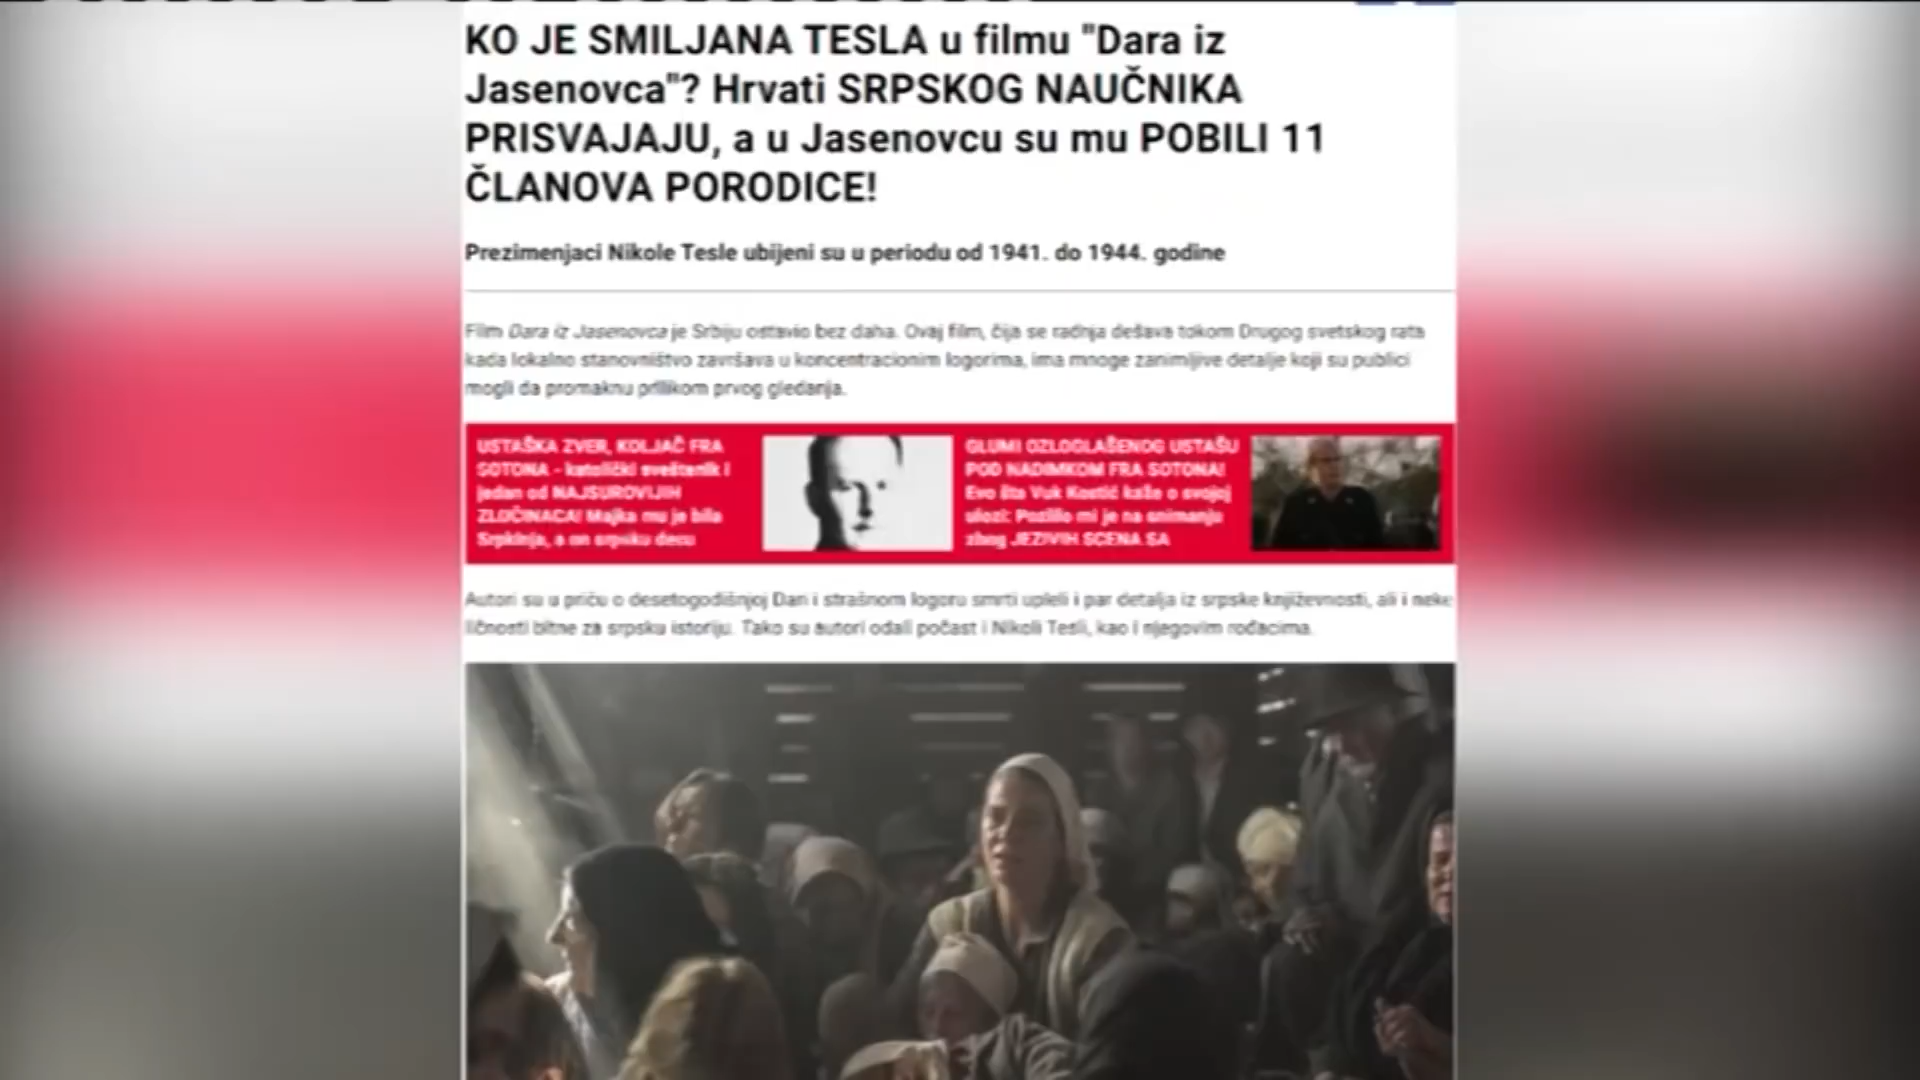 KO JE SMILJANA TESLA u filmu "Dara iz
Jasenovca"? Hrvati SRPSKOG NAUČNIKA
PRISVAJAJU, a u Jasenovcu su mu POBILI 11
ČLANOVA PORODICE!
Prezimenjaci Nikole Tesle ubijeni su u periodu od 1941. do 1944. godine
Film Dara iz Jasenovca je Srbiju ostavio bez daha. Ovaj film, čija se radnja dešava tokom Drugog svetskog rata
kada lokalno stanovništvo završava u koncentracionim logorima, ima mnoge zanimljive detalje koji su publici
mogli da promaknu prilikom prvog gledanja.
USTAŠKA ZVER, KOLJAČ FRA
SOTONA - katolički sveštenik i
jedan od NAJSUROVIJIH
ZLOČINACA! Majka mu je bila
Srpkinja, a on srpsku decu
GLUMI OZLOGLAŠENOG USTAŠU
POD NADIMKOM FRA SOTONA!
Evo šta Vuk Kostić kaže o svojoj
ulozi: Pozlilo mi je na snimanju
zbog JEZIVIH SCENA SA
Autori su u priču o desetogodišnjoj Dari i strašnom logoru smrti upleli i par detalja iz srpske književnosti, ali i neke
ličnosti bitne za srpsku istoriju. Tako su autori odali počast i Nikoli Tesli, kao i njegovim rođacima.